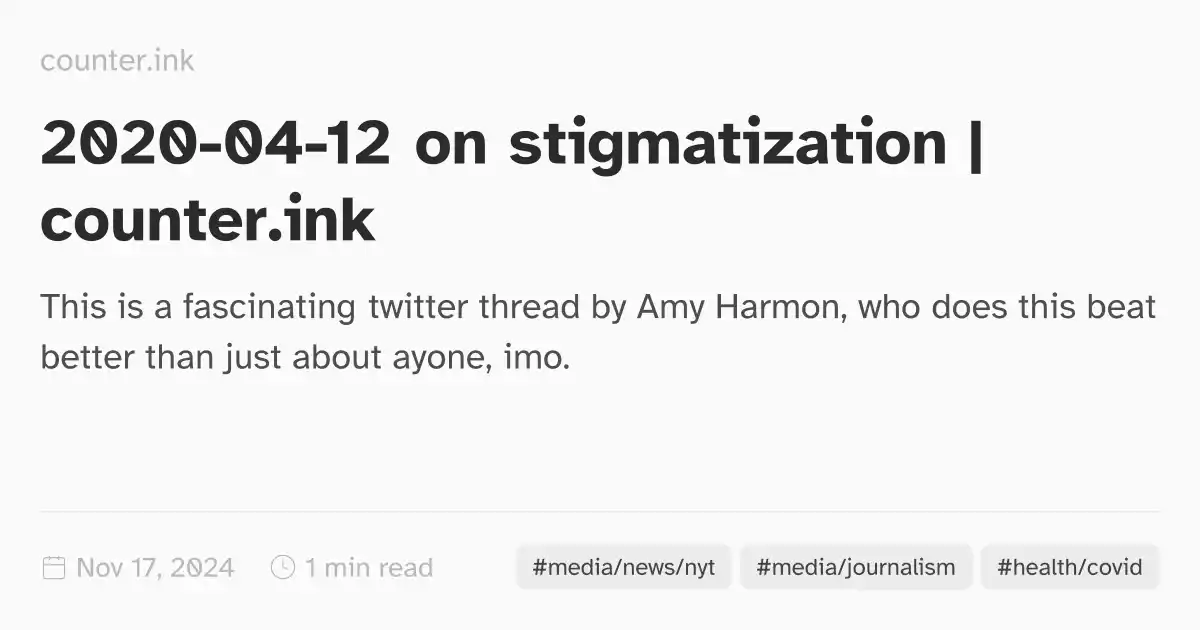 counter.ink
2020-04-12 on stigmatization |
counter.ink
This is a fascinating twitter thread by Amy Harmon, who does this beat
better than just about ayone, imo.
Nov 17, 2024 1 min read #media/news/nyt #media/journalism #health/covid